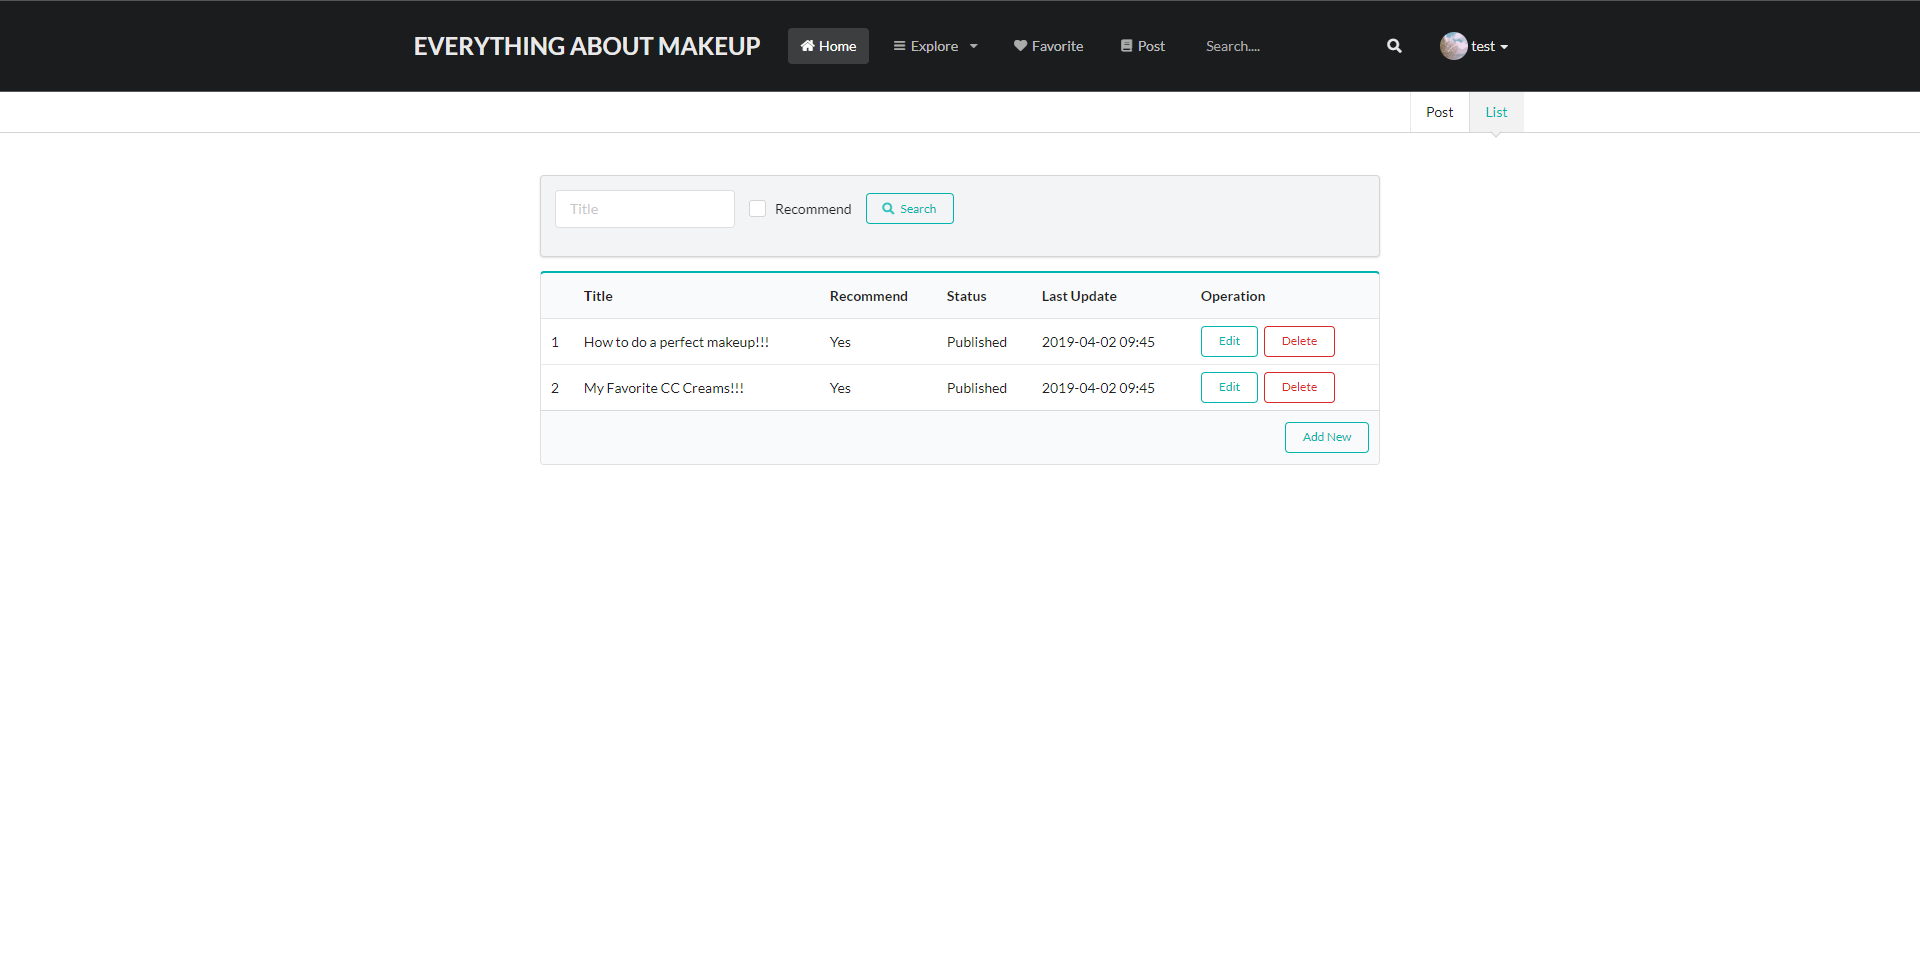 EVERYTHING ABOUT MAKEUP Home Explore Favorite Post Search.... test
Post List
Title Recommend Search
Title Recommend Status Last Update Operation
1 How to do a perfect makeup!!! Yes Published 2019-04-02 09:45 Edit Delete
2 My Favorite CC Creams!!! Yes Published 2019-04-02 09:45 Edit Delete
Add New